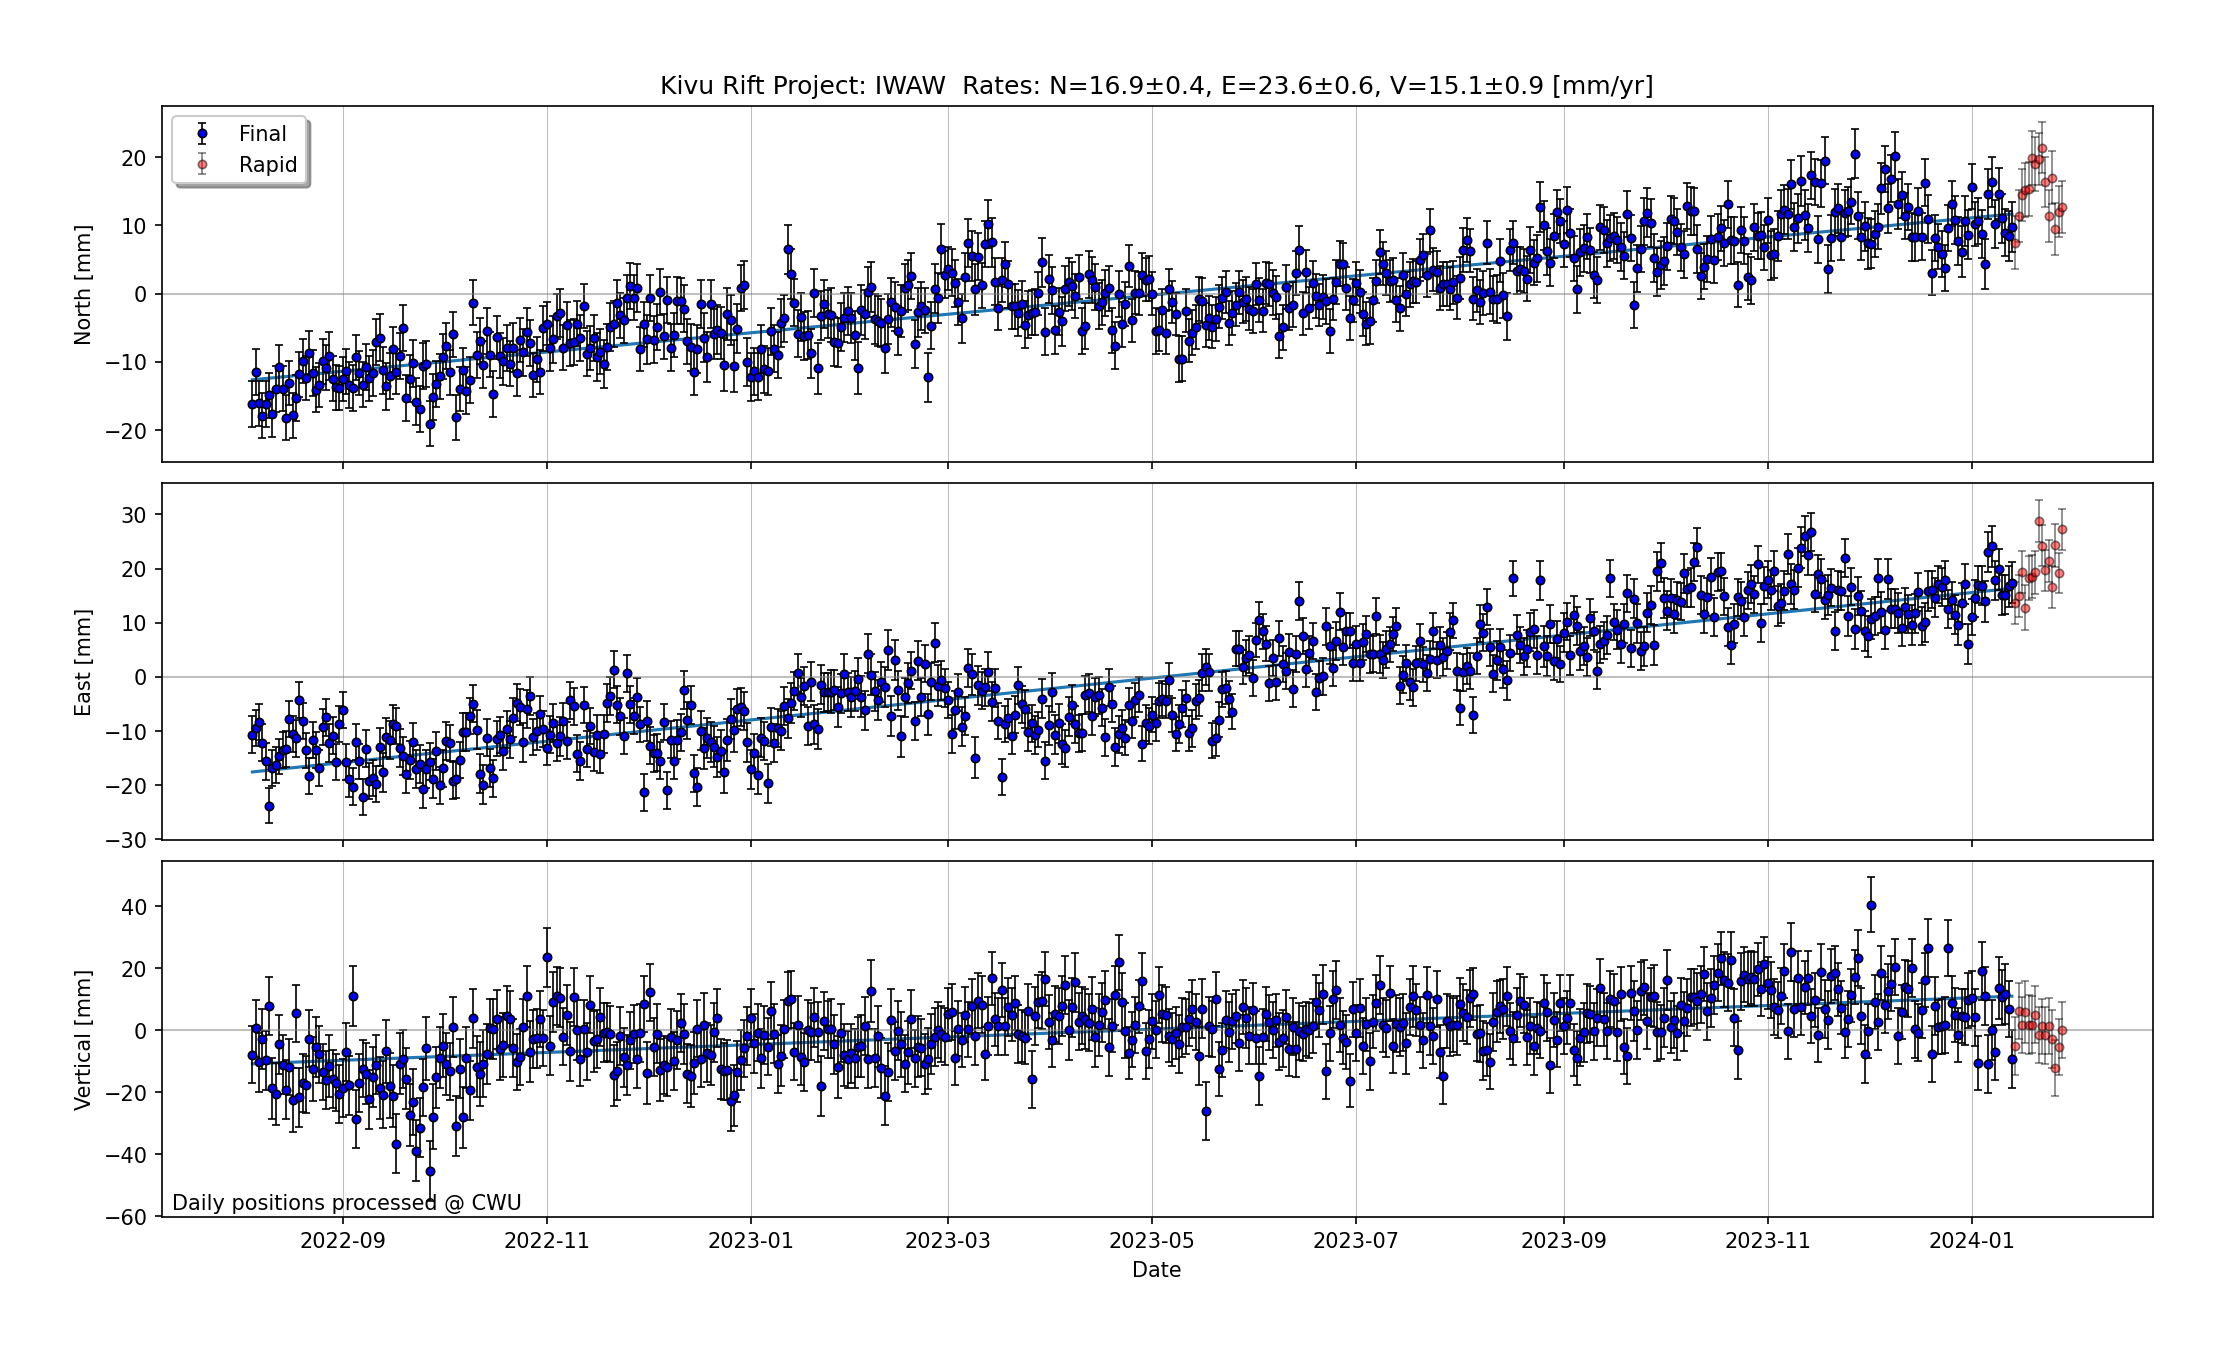 Kivu Rift Project: IWAW  Rates: N=16.9±0.4, E=23.6±0.6, V=15.1±0.9 [mm/yr]
Final
Rapid
North [mm]
20
10
0
−10
−20
East [mm]
30
20
10
0
−10
−20
−30
Vertical [mm]
40
20
0
−20
−40
−60
Daily positions processed @ CWU
2022-09 2022-11 2023-01 2023-03 2023-05 2023-07 2023-09 2023-11 2024-01
Date